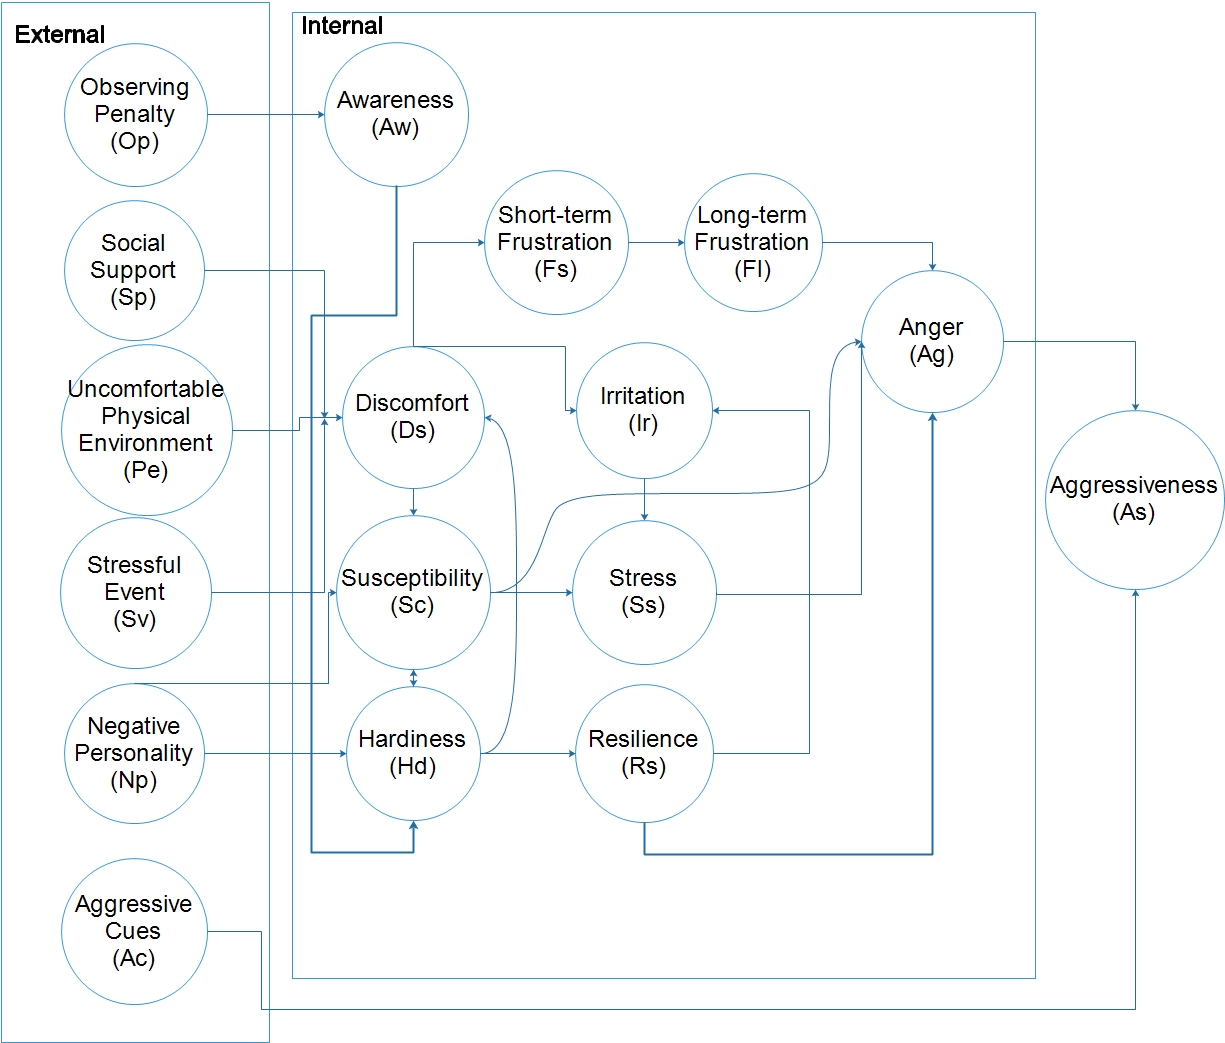 External
Observing
Penalty
(Op)
Social
Support
(Sp)
Uncomfortable
Physical
Environment
(Pe)
Stressful
Event
(Sv)
Negative
Personality
(Np)
Aggressive
Cues
(Ac)
Internal
Awareness
(Aw)
Short-term
Frustration
(Fs)
Long-term
Frustration
(Fl)
Anger
(Ag)
Discomfort
(Ds)
Irritation
(Ir)
Susceptibility
(Sc)
Stress
(Ss)
Hardiness
(Hd)
Resilience
(Rs)
Aggressiveness
(As)